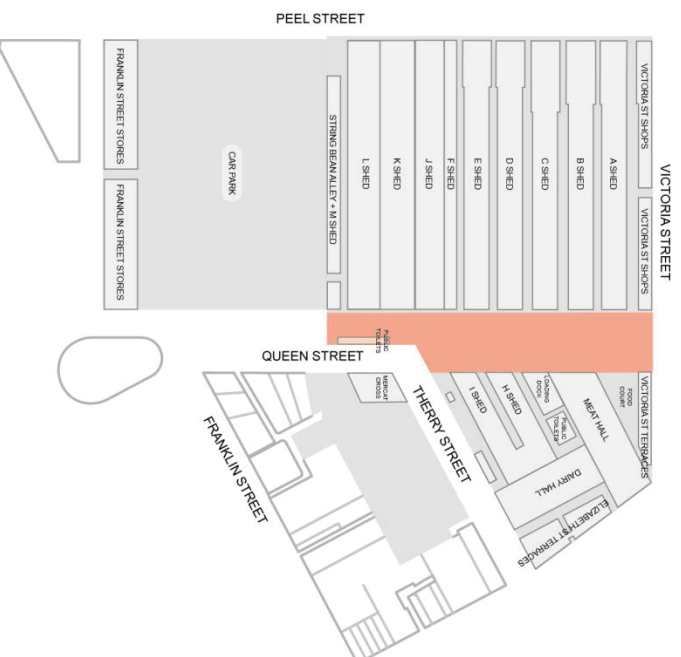 PEEL STREET
FRANKLIN STREET STORES
FRANKLIN STREET STORES
CAR PARK
STRING BEAN ALLEY + M SHED
L SHED
K SHED
J SHED
F SHED
E SHED
D SHED
C SHED
B SHED
A SHED
VICTORIA ST SHOPS
VICTORIA ST SHOPS
VICTORIA STREET
PUBLIC
TOILETS
QUEEN STREET
MERCAT
CROSS
THERRY STREET
FRANKLIN STREET
I SHED
H SHED
LOADING
DOCK
PUBLIC
TOILETS
MEAT HALL
FOOD
COURT
VICTORIA ST TERRACES
DAIRY HALL
ELIZABETH ST TERRACES